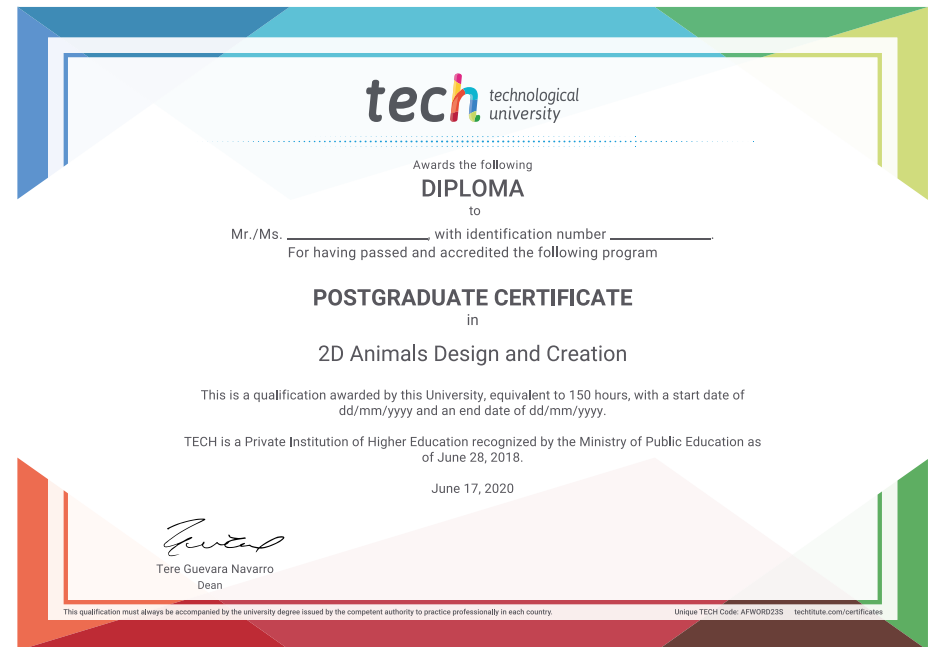 tech technological
university
Awards the following
DIPLOMA
to
Mr./Ms. ____________________, with identification number ______________.
For having passed and accredited the following program
POSTGRADUATE CERTIFICATE
in
2D Animals Design and Creation
This is a qualification awarded by this University, equivalent to 150 hours, with a start date of
dd/mm/yyyy and an end date of dd/mm/yyyy.
TECH is a Private Institution of Higher Education recognized by the Ministry of Public Education as
of June 28, 2018.
June 17, 2020
Tere Guevara Navarro
Dean
This qualification must always be accompanied by the university degree issued by the competent authority to practice professionally in each country. Unique TECH Code: AFWORD23S techtitute.com/certificates